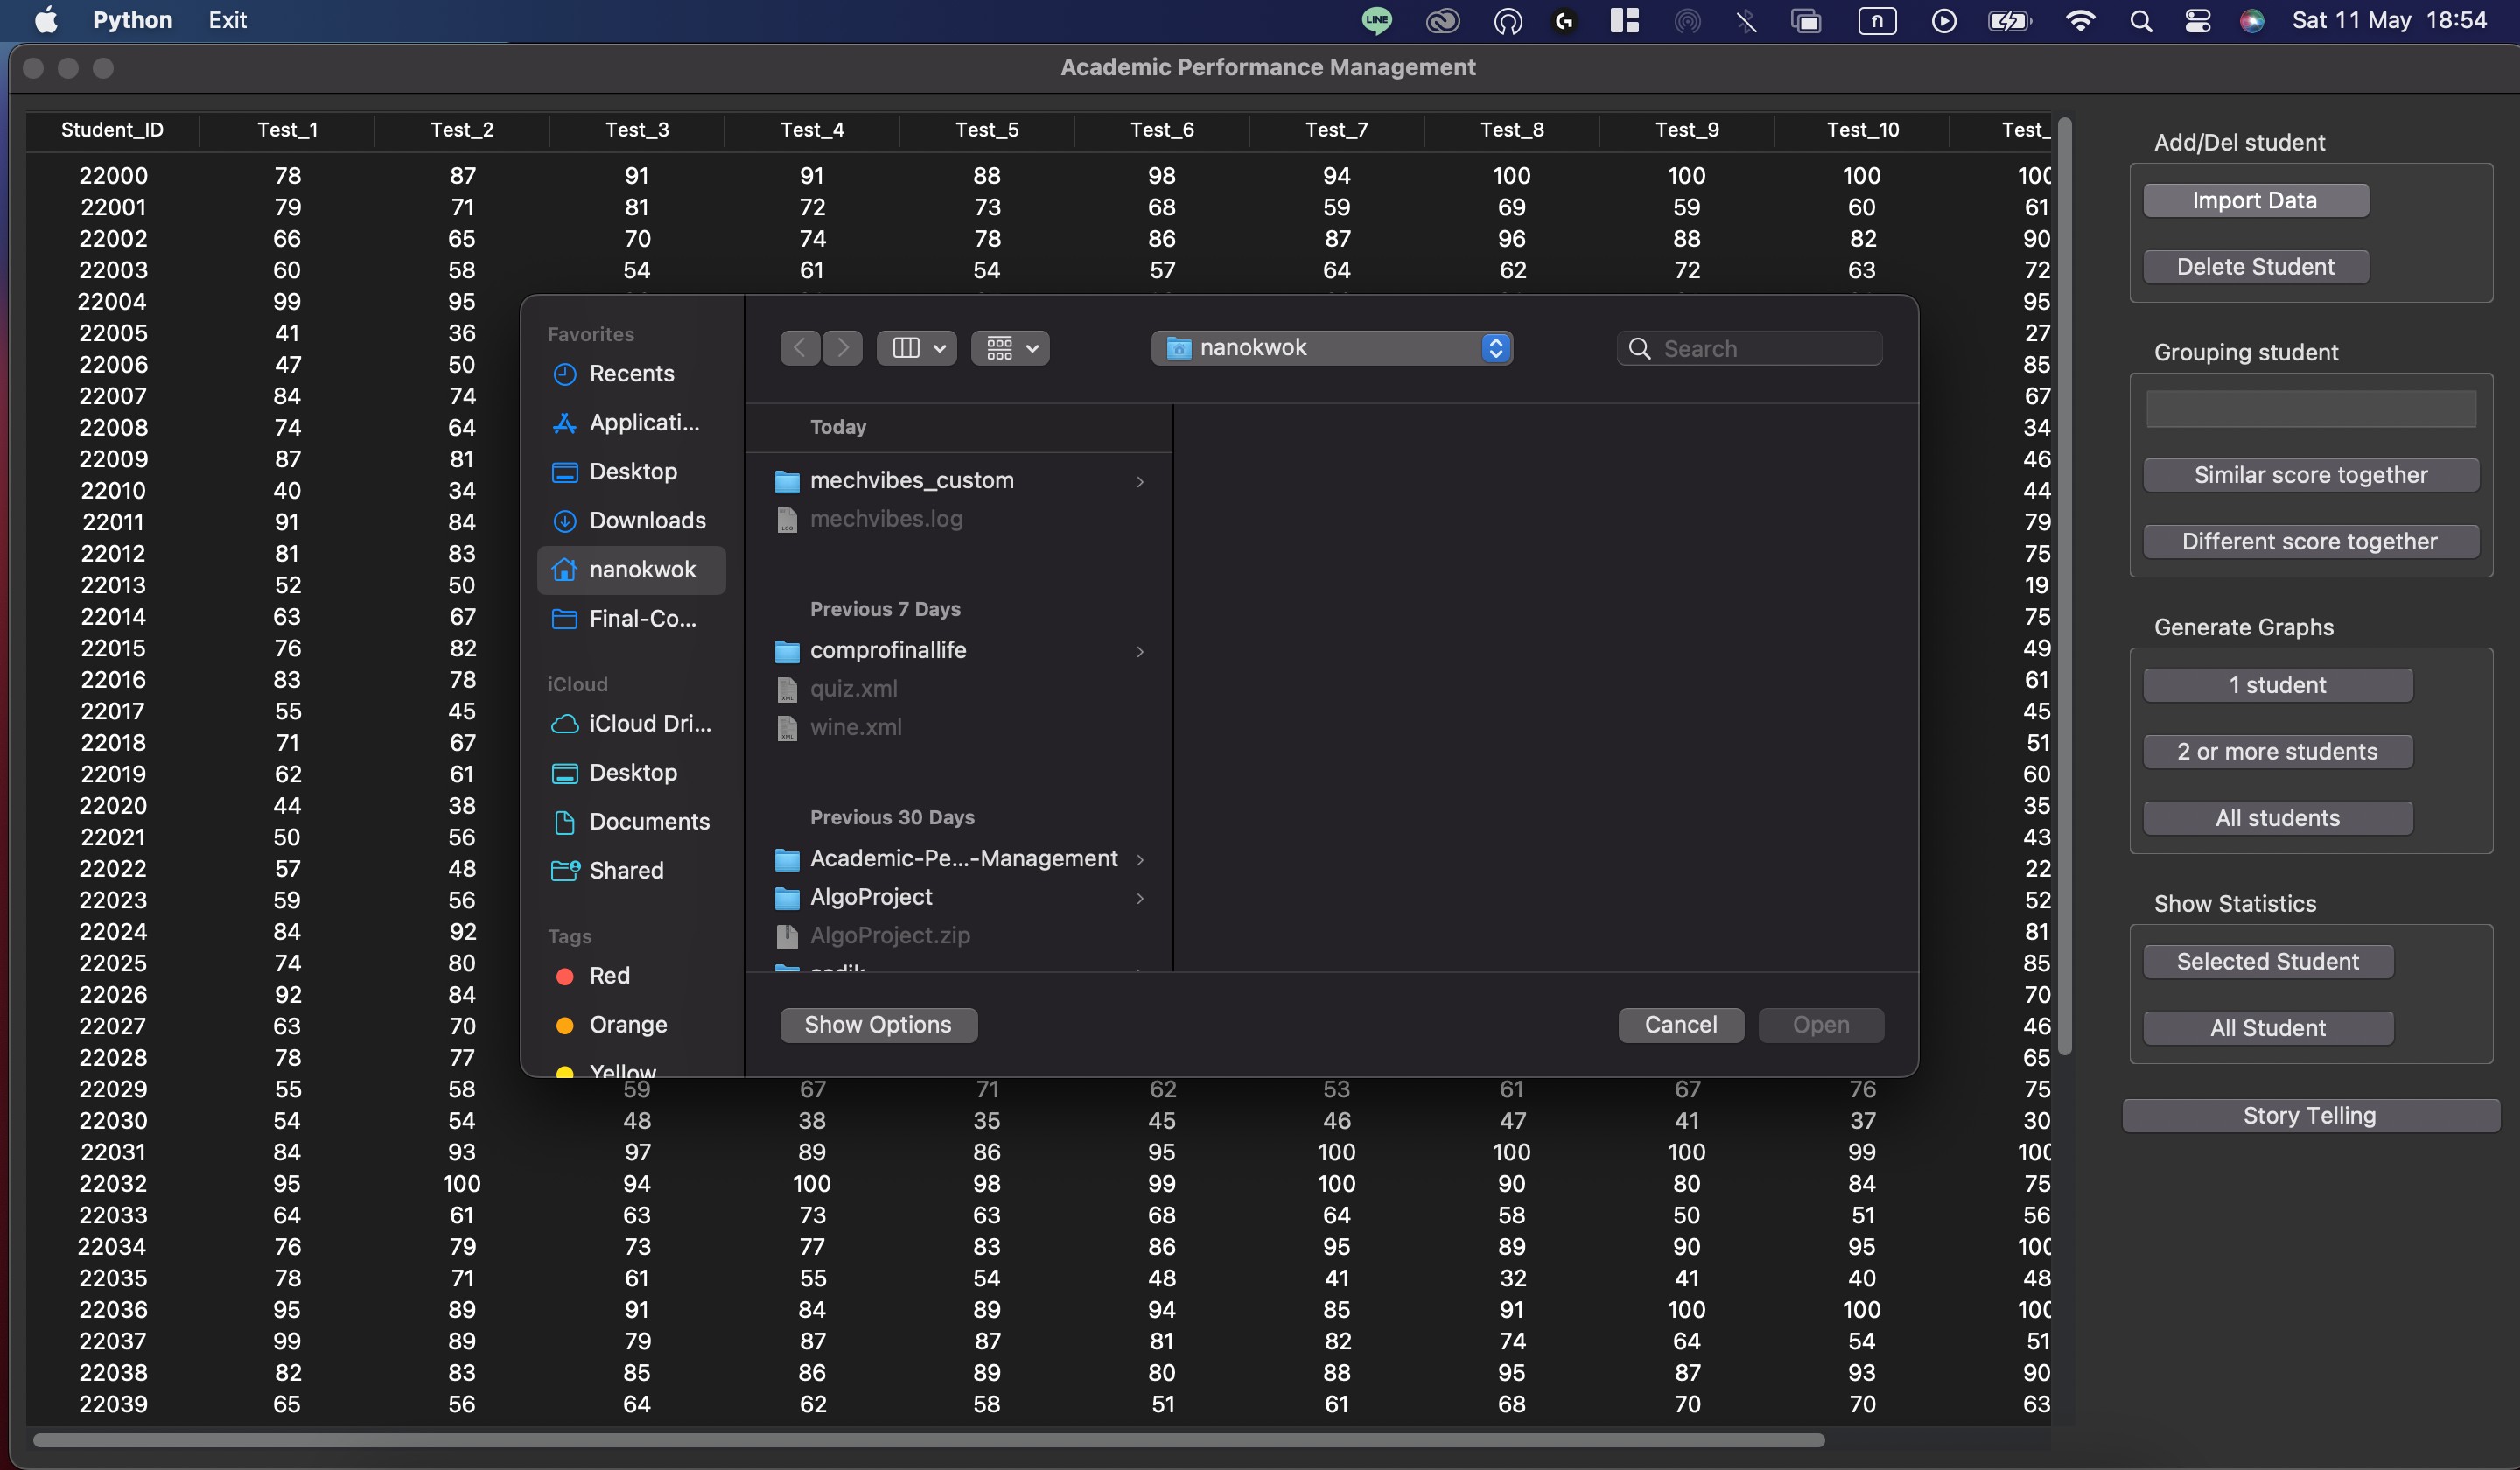 Python Exit LINE ก Sat 11 May 18:54
Academic Performance Management
Student_ID Test_1 Test_2 Test_3 Test_4 Test_5 Test_6 Test_7 Test_8 Test_9 Test_10 Test_
22000 78 87 91 91 88 98 94 100 100 100 100
22001 79 71 81 72 73 68 59 69 59 60 61
22002 66 65 70 74 78 86 87 96 88 82 90
22003 60 58 54 61 54 57 64 62 72 63 72
22004 99 95 95
22005 41 36 27
22006 47 50 85
22007 84 74 67
22008 74 64 34
22009 87 81 46
22010 40 34 44
22011 91 84 79
22012 81 83 75
22013 52 50 19
22014 63 67 75
22015 76 82 49
22016 83 78 61
22017 55 45 45
22018 71 67 51
22019 62 61 60
22020 44 38 35
22021 50 56 43
22022 57 48 22
22023 59 56 52
22024 84 92 81
22025 74 80 85
22026 92 84 70
22027 63 70 46
22028 78 77 65
22029 55 58 59 67 71 62 53 61 67 76 75
22030 54 54 48 38 35 45 46 47 41 37 30
22031 84 93 97 89 86 95 100 100 100 99 100
22032 95 100 94 100 98 99 100 90 80 84 75
22033 64 61 63 73 63 68 64 58 50 51 56
22034 76 79 73 77 83 86 95 89 90 95 100
22035 78 71 61 55 54 48 41 32 41 40 48
22036 95 89 91 84 89 94 85 91 100 100 100
22037 99 89 79 87 87 81 82 74 64 54 51
22038 82 83 85 86 89 80 88 95 87 93 90
22039 65 56 64 62 58 51 61 68 70 70 63
Favorites
Recents
Applicati...
Desktop
Downloads
nanokwok
Final-Co...
iCloud
iCloud Dri...
Desktop
Documents
Shared
Tags
Red
Orange
Yellow
nanokwok
Search
Today
mechvibes_custom
mechvibes.log
Previous 7 Days
comprofinallife
quiz.xml
wine.xml
Previous 30 Days
Academic-Pe...-Management
AlgoProject
AlgoProject.zip
Show Options Cancel Open
Add/Del student
Import Data
Delete Student
Grouping student
Similar score together
Different score together
Generate Graphs
1 student
2 or more students
All students
Show Statistics
Selected Student
All Student
Story Telling